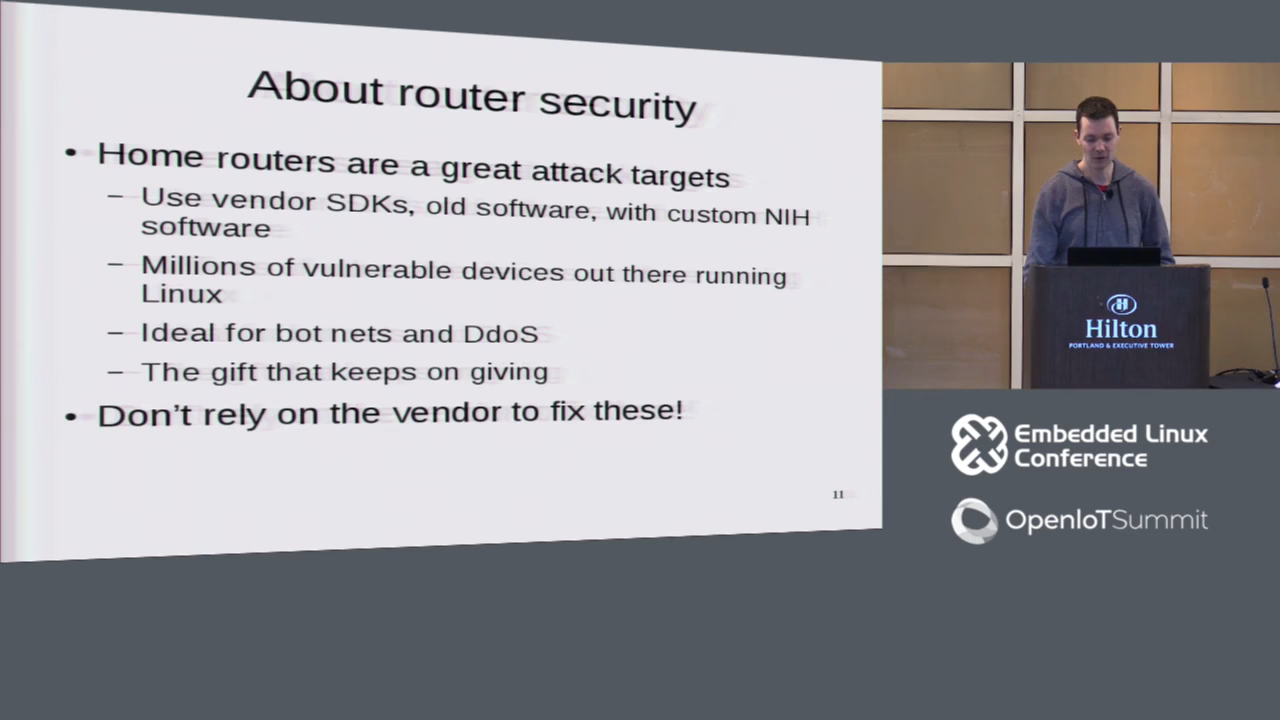 About router security
• Home routers are a great attack targets
– Use vendor SDKs, old software, with custom NIH
software
– Millions of vulnerable devices out there running
Linux
– Ideal for bot nets and DdoS
– The gift that keeps on giving
• Don't rely on the vendor to fix these!
11
Hilton
PORTLAND & EXECUTIVE TOWER
Embedded Linux
Conference
OpenIoTSummit